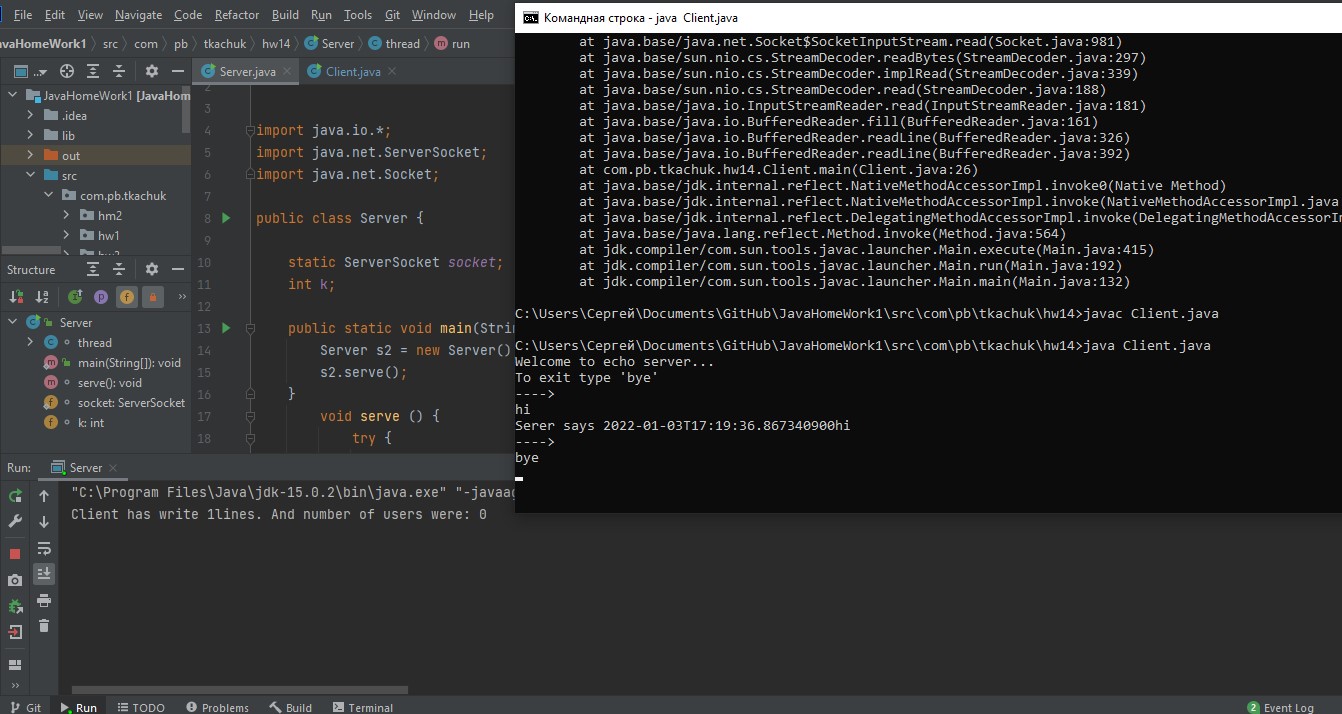 File Edit View Navigate Code Refactor Build Run Tools Git Window Help
avaHomeWork1 src com pb tkachuk hw14 Server thread run
Server.java Client.java
JavaHomeWork1 [JavaHom
.idea
lib
out
src
com.pb.tkachuk
hm2
hw1
hw2
Structure
Server
thread
main(String[]): void
serve(): void
socket: ServerSocket
k: int
2
3
4 import java.io.*;
5 import java.net.ServerSocket;
6 import java.net.Socket;
7
8 public class Server {
9
10 static ServerSocket socket;
11 int k;
12
13 public static void main(Strin
14 Server s2 = new Server()
15 s2.serve();
16 }
17 void serve () {
18 try {
Командная строка - java Client.java
at java.base/java.net.Socket$SocketInputStream.read(Socket.java:981)
at java.base/sun.nio.cs.StreamDecoder.readBytes(StreamDecoder.java:297)
at java.base/sun.nio.cs.StreamDecoder.implRead(StreamDecoder.java:339)
at java.base/sun.nio.cs.StreamDecoder.read(StreamDecoder.java:188)
at java.base/java.io.InputStreamReader.read(InputStreamReader.java:181)
at java.base/java.io.BufferedReader.fill(BufferedReader.java:161)
at java.base/java.io.BufferedReader.readLine(BufferedReader.java:326)
at java.base/java.io.BufferedReader.readLine(BufferedReader.java:392)
at com.pb.tkachuk.hw14.Client.main(Client.java:26)
at java.base/jdk.internal.reflect.NativeMethodAccessorImpl.invoke0(Native Method)
at java.base/jdk.internal.reflect.NativeMethodAccessorImpl.invoke(NativeMethodAccessorImpl.java
at java.base/jdk.internal.reflect.DelegatingMethodAccessorImpl.invoke(DelegatingMethodAccessorI
at java.base/java.lang.reflect.Method.invoke(Method.java:564)
at jdk.compiler/com.sun.tools.javac.launcher.Main.execute(Main.java:415)
at jdk.compiler/com.sun.tools.javac.launcher.Main.run(Main.java:192)
at jdk.compiler/com.sun.tools.javac.launcher.Main.main(Main.java:132)
C:\Users\Сергей\Documents\GitHub\JavaHomeWork1\src\com\pb\tkachuk\hw14>javac Client.java
C:\Users\Сергей\Documents\GitHub\JavaHomeWork1\src\com\pb\tkachuk\hw14>java Client.java
Welcome to echo server...
To exit type 'bye'
---->
hi
Serer says 2022-01-03T17:19:36.867340900hi
---->
bye
Run: Server
"C:\Program Files\Java\jdk-15.0.2\bin\java.exe" "-javaag
Client has write 1lines. And number of users were: 0
Git Run TODO Problems Build Terminal 2 Event Log